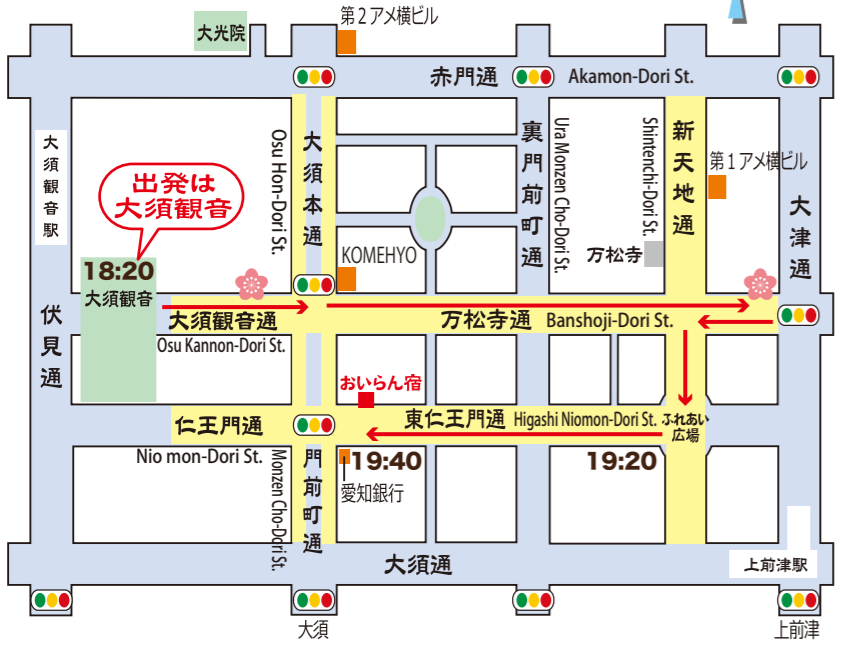 第2アメ横ビル
大光院
赤門通
Akamon-Dori St.
大須観音駅
出発は
大須観音
Osu Hon-Dori St.
大須本通
裏門前町通
Ura Monzen Cho-Dori St.
Shintenchi-Dori St.
新天地通
第1アメ横ビル
大津通
万松寺
KOMEHYO
18:20
大須観音
伏見通
大須観音通
Osu Kannon-Dori St.
万松寺通
Banshoji-Dori St.
おいらん宿
仁王門通
Nio mon-Dori St.
東仁王門通
Higashi Niomon-Dori St.
ふれあい
広場
19:40
愛知銀行
19:20
Monzen Cho-Dori St.
門前町通
大須通
上前津駅
大須
上前津